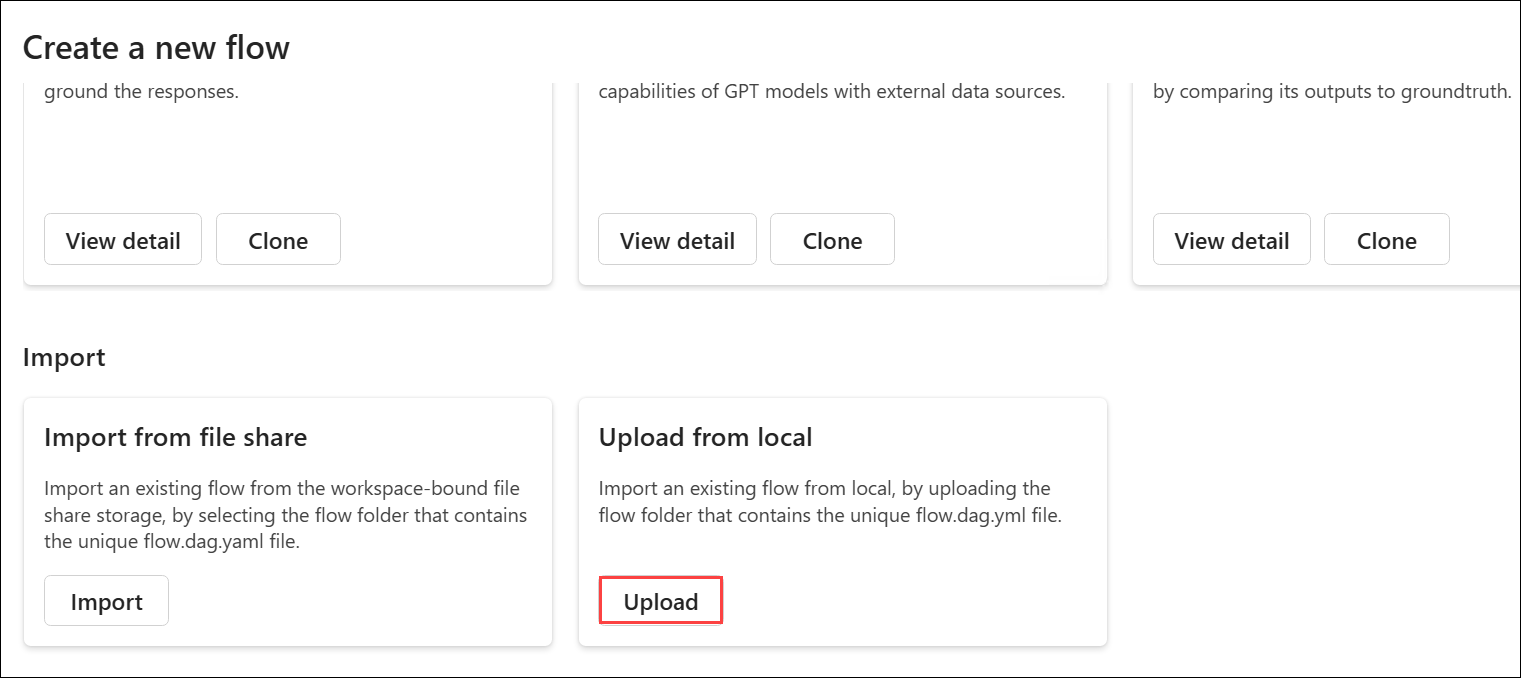 Create a new flow
ground the responses.
capabilities of GPT models with external data sources.
by comparing its outputs to groundtruth.
View detail
Clone
View detail
Clone
View detail
Clone
Import
Import from file share
Import an existing flow from the workspace-bound file
share storage, by selecting the flow folder that contains
the unique flow.dag.yaml file.
Import
Upload from local
Import an existing flow from local, by uploading the
flow folder that contains the unique flow.dag.yml file.
Upload